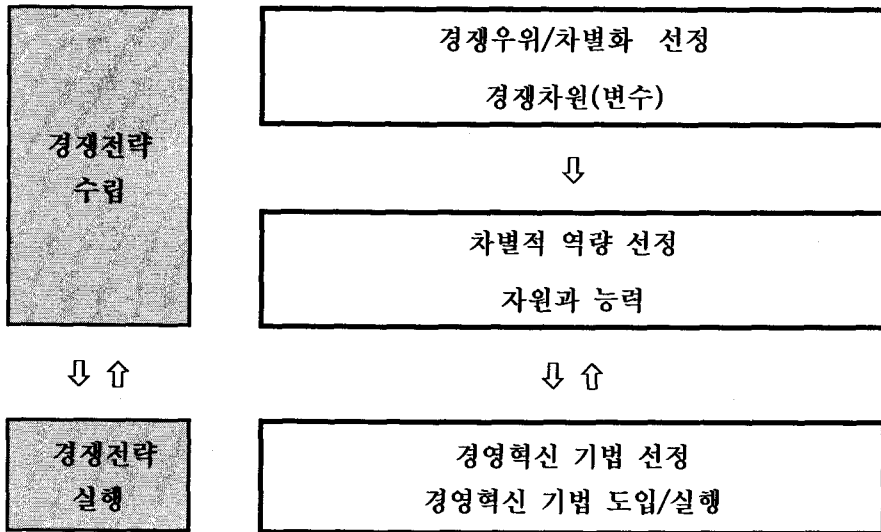 경쟁전략
수립
경쟁우위/차별화 선정
경쟁차원(변수)
⇩
차별적 역량 선정
자원과 능력
⇩ ⇧
⇩ ⇧
경쟁전략
실행
경영혁신 기법 선정
경영혁신 기법 도입/실행